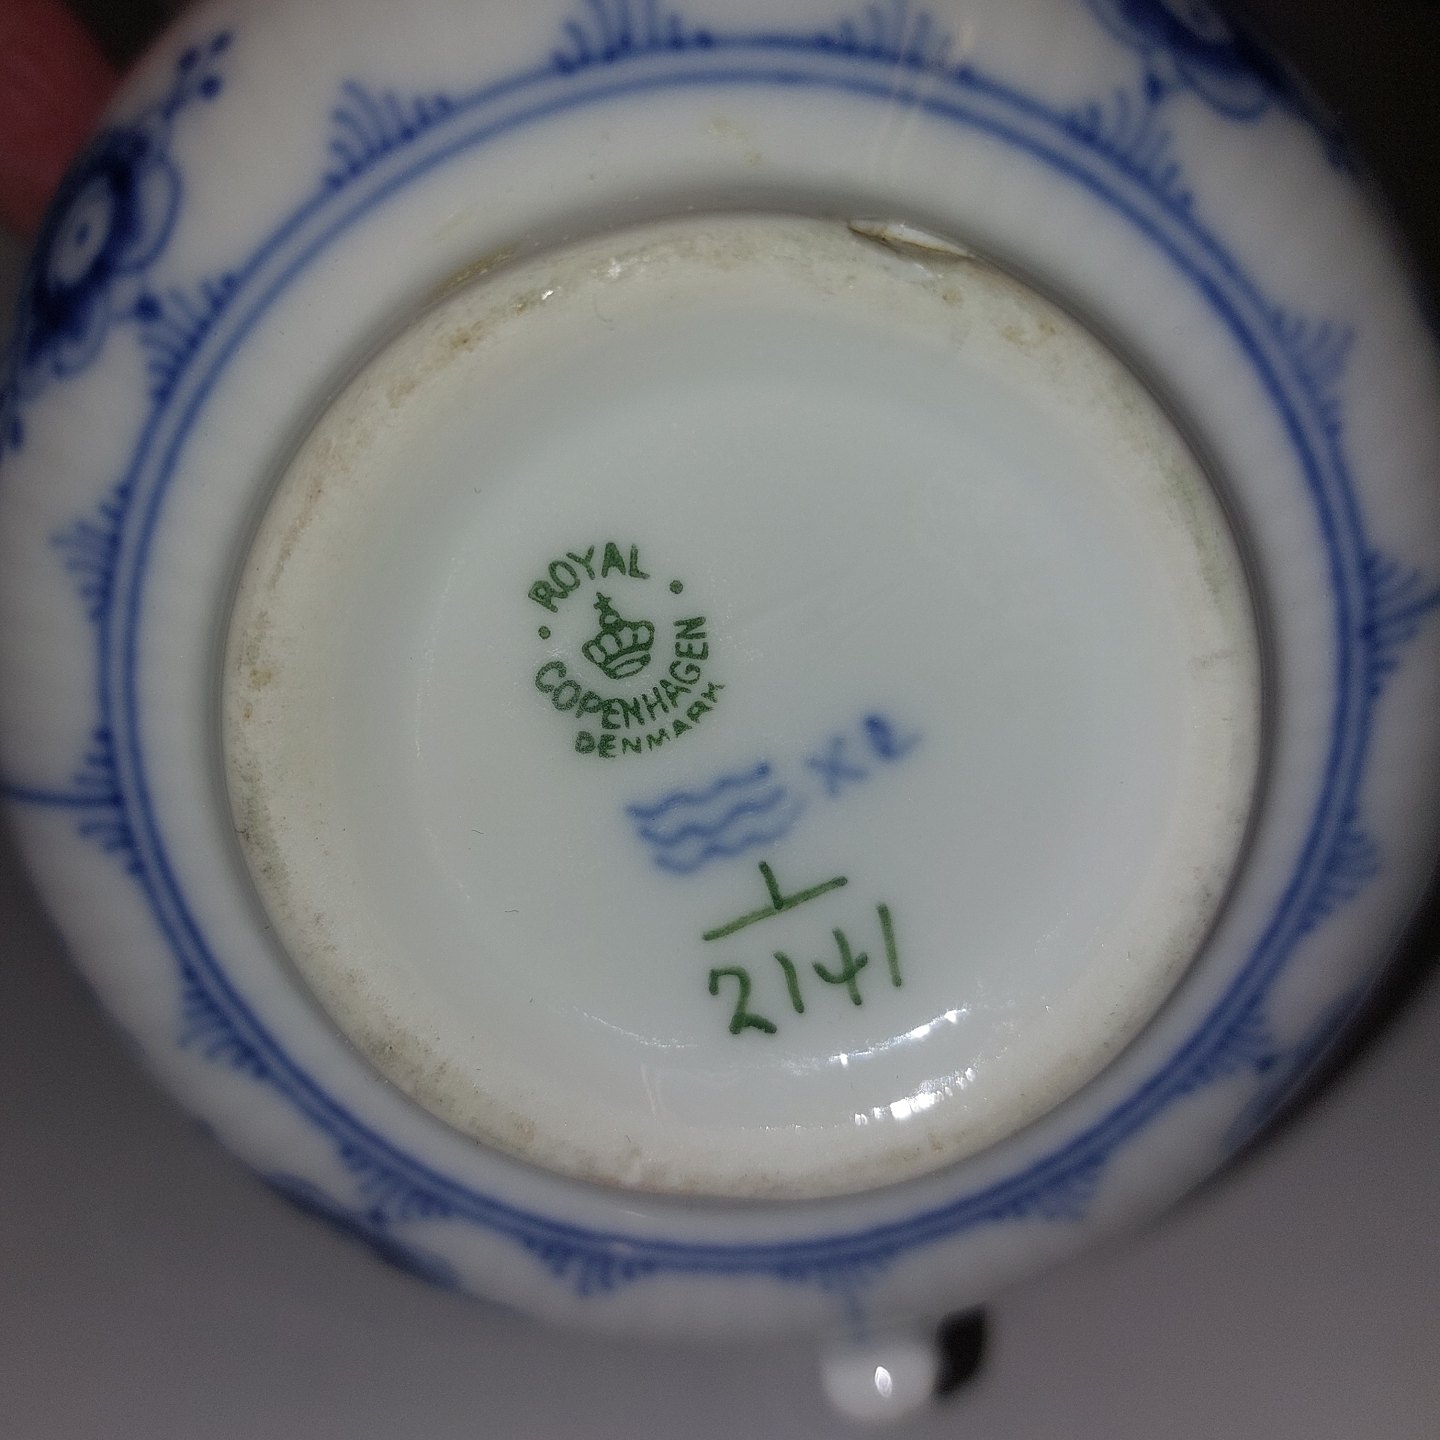 ROYAL
COPENHAGEN
DENMARK
1
2141